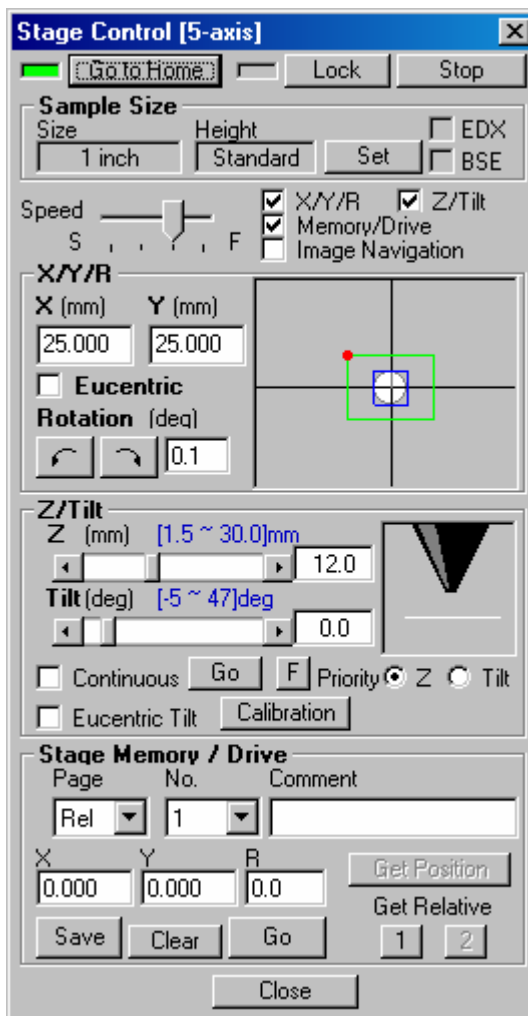 Stage Control [5-axis]
Go to Home Lock Stop
Sample Size
Size Height EDX
1 inch Standard Set BSE
Speed X/Y/R Z/Tilt
S F Memory/Drive
Image Navigation
X/Y/R
X (mm) Y (mm)
25.000 25.000
Eucentric
Rotation (deg)
0.1
Z/Tilt
Z (mm) [1.5 ~ 30.0]mm
12.0
Tilt(deg) [-5 ~ 47]deg
0.0
Continuous Go F Priority Z Tilt
Eucentric Tilt Calibration
Stage Memory / Drive
Page No. Comment
Rel 1
X Y R
0.000 0.000 0.0 Get Position
Get Relative
Save Clear Go 1 2
Close